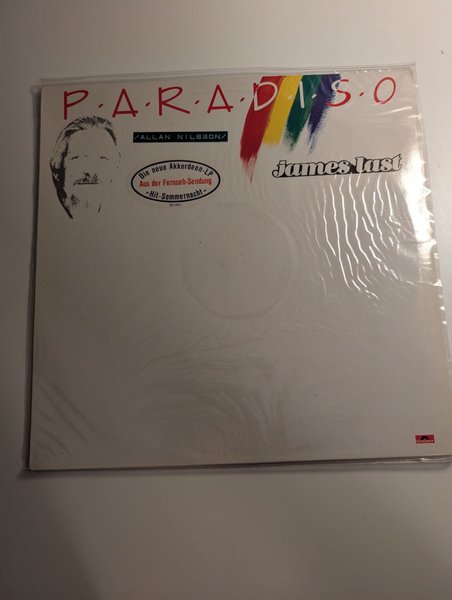 P·A·R·A·D·I·S·O
/ALLAN NILSSON/
james last
Die neue Akkordeon-LP
Aus der Fernseh-Sendung
»Hit-Sommernacht«